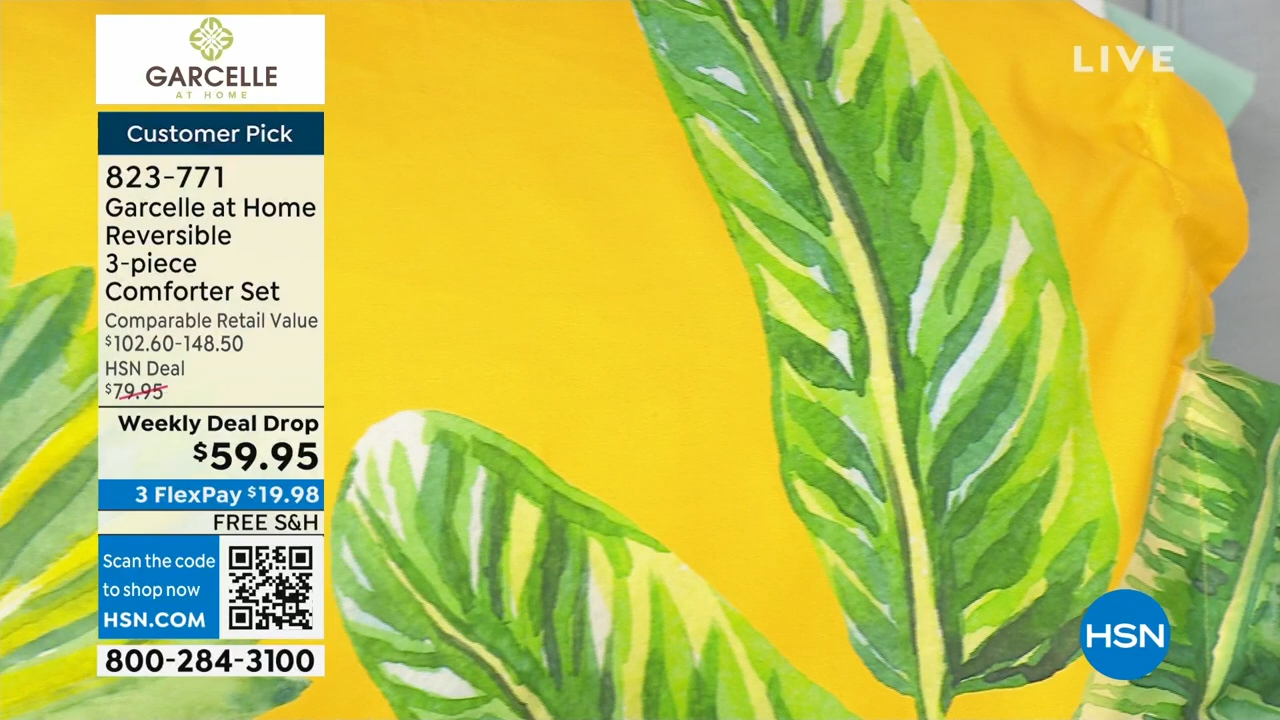 GARCELLE
AT HOME
Customer Pick
823-771
Garcelle at Home
Reversible
3-piece
Comforter Set
Comparable Retail Value
$102.60-148.50
HSN Deal
$79.95
Weekly Deal Drop
$59.95
3 FlexPay $19.98
FREE S&H
Scan the code
to shop now
HSN.COM
800-284-3100
LIVE
HSN